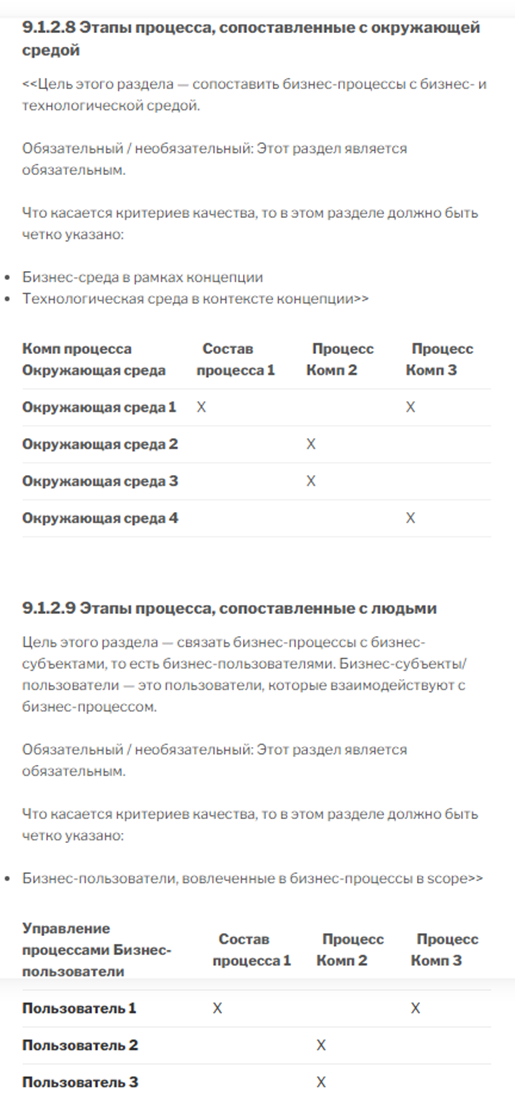 9.1.2.8 Этапы процесса, сопоставленные с окружающей
средой
<<Цель этого раздела — сопоставить бизнес-процессы с бизнес- и
технологической средой.
Обязательный / необязательный: Этот раздел является
обязательным.
Что касается критериев качества, то в этом разделе должно быть
четко указано:
• Бизнес-среда в рамках концепции
• Технологическая среда в контексте концепции>>
Комп процесса Состав Процесс Процесс
Окружающая среда процесса 1 Комп 2 Комп 3
Окружающая среда 1 X X
Окружающая среда 2 X
Окружающая среда 3 X
Окружающая среда 4 X
9.1.2.9 Этапы процесса, сопоставленные с людьми
Цель этого раздела — связать бизнес-процессы с бизнес-
субъектами, то есть бизнес-пользователями. Бизнес-субъекты/
пользователи — это пользователи, которые взаимодействуют с
бизнес-процессом.
Обязательный / необязательный: Этот раздел является
обязательным.
Что касается критериев качества, то в этом разделе должно быть
четко указано:
• Бизнес-пользователи, вовлеченные в бизнес-процессы в scope>>
Управление
процессами Бизнес- Состав Процесс Процесс
пользователи процесса 1 Комп 2 Комп 3
Пользователь 1 X X
Пользователь 2 X
Пользователь 3 X